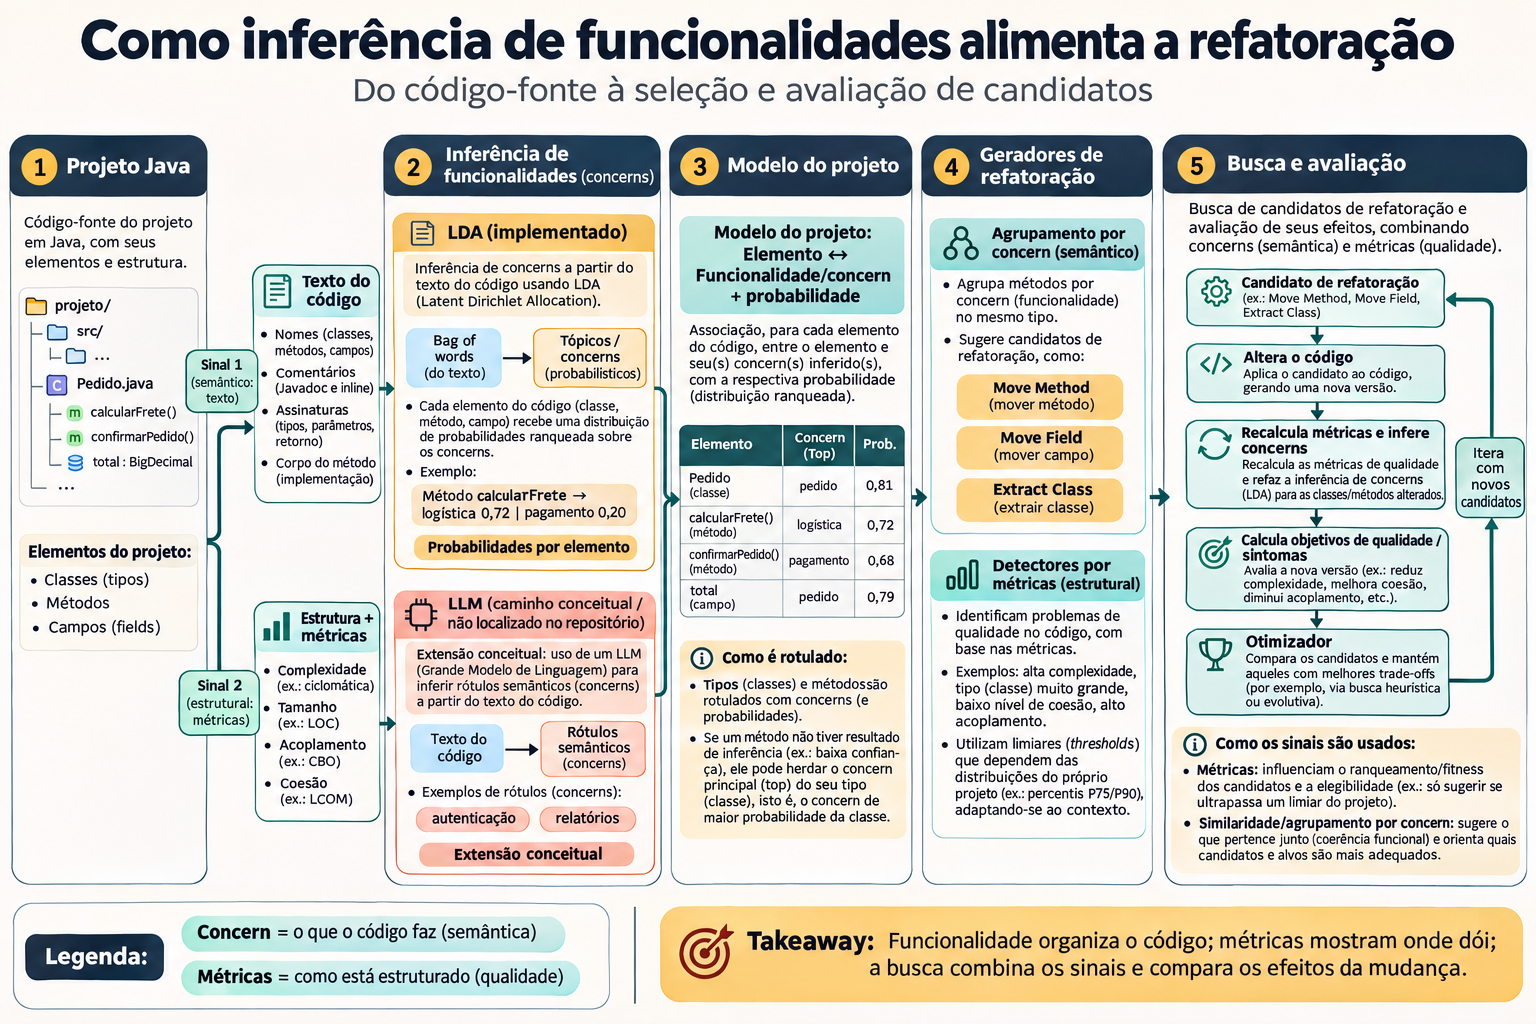 Como inferência de funcionalidades alimenta a refatoração
Do código-fonte à seleção e avaliação de candidatos
1 Projeto Java
Código-fonte do projeto
em Java, com seus
elementos e estrutura.
projeto/
src/
...
C Pedido.java
m calcularFrete()
m confirmarPedido()
total : BigDecimal
...
Elementos do projeto:
• Classes (tipos)
• Métodos
• Campos (fields)
Sinal 1
(semântico:
texto)
Sinal 2
(estrutural:
métricas)
Texto do
código
• Nomes (classes,
métodos, campos)
• Comentários
(Javadoc e inline)
• Assinaturas
(tipos, parâmetros,
retorno)
• Corpo do método
(implementação)
Estrutura +
métricas
• Complexidade
(ex.: ciclomática)
• Tamanho
(ex.: LOC)
• Acoplamento
(ex.: CBO)
• Coesão
(ex.: LCOM)
2 Inferência de
funcionalidades (concerns)
LDA (implementado)
Inferência de concerns a partir do
texto do código usando LDA
(Latent Dirichlet Allocation).
Bag of
words
(do texto)
Tópicos /
concerns
(probabilísticos)
• Cada elemento do código (classe,
método, campo) recebe uma distribuição
de probabilidades ranqueada sobre
os concerns.
• Exemplo:
Método calcularFrete →
logística 0,72 | pagamento 0,20
Probabilidades por elemento
LLM (caminho conceitual /
não localizado no repositório)
Extensão conceitual: uso de um LLM
(Grande Modelo de Linguagem) para
inferir rótulos semânticos (concerns)
a partir do texto do código.
Texto do
código
Rótulos
semânticos
(concerns)
• Exemplos de rótulos (concerns):
autenticação
relatórios
Extensão conceitual
3 Modelo do projeto
Modelo do projeto:
Elemento ↔
Funcionalidade/concern
+ probabilidade
Associação, para cada elemento
do código, entre o elemento e
seu(s) concern(s) inferido(s),
com a respectiva probabilidade
(distribuição ranqueada).
Elemento Concern (Top) Prob.
Pedido (classe) pedido 0,81
calcularFrete() (método) logística 0,72
confirmarPedido() (método) pagamento 0,68
total (campo) pedido 0,79
Como é rotulado:
• Tipos (classes) e métodossão
rotulados com concerns (e
probabilidades).
• Se um método não tiver resultado
de inferência (ex.: baixa confian-
ça), ele pode herdar o concern
principal (top) do seu tipo
(classe), isto é, o concern de
maior probabilidade da classe.
4 Geradores de
refatoração
Agrupamento por
concern (semântico)
• Agrupa métodos por
concern (funcionalidade)
no mesmo tipo.
• Sugere candidatos de
refatoração, como:
Move Method
(mover método)
Move Field
(mover campo)
Extract Class
(extrair classe)
Detectores por
métricas (estrutural)
• Identificam problemas de
qualidade no código, com
base nas métricas.
• Exemplos: alta complexidade,
tipo (classe) muito grande,
baixo nível de coesão, alto
acoplamento.
• Utilizam limiares (thresholds)
que dependem das
distribuições do próprio
projeto (ex.: percentis P75/P90),
adaptando-se ao contexto.
5 Busca e avaliação
Busca de candidatos de refatoração e
avaliação de seus efeitos, combinando
concerns (semântica) e métricas (qualidade).
Candidato de refatoração
(ex.: Move Method, Move Field,
Extract Class)
Altera o código
Aplica o candidato ao código,
gerando uma nova versão.
Recalcula métricas e infere
concerns
Recalcula as métricas de qualidade
e refaz a inferência de concerns
(LDA) para as classes/métodos alterados.
Calcula objetivos de qualidade /
sintomas
Avalia a nova versão (ex.: reduz
complexidade, melhora coesão,
diminui acoplamento, etc.).
Otimizador
Compara os candidatos e mantém
aqueles com melhores trade-offs
(por exemplo, via busca heurística
ou evolutiva).
Itera
com
novos
candidatos
Como os sinais são usados:
• Métricas: influenciam o ranqueamento/fitness
dos candidatos e a elegibilidade (ex.: só sugerir se
ultrapassa um limiar do projeto).
• Similaridade/agrupamento por concern: sugere o
que pertence junto (coerência funcional) e orienta quais
candidatos e alvos são mais adequados.
Legenda:
Concern = o que o código faz (semântica)
Métricas = como está estruturado (qualidade)
Takeaway: Funcionalidade organiza o código; métricas mostram onde dói;
a busca combina os sinais e compara os efeitos da mudança.